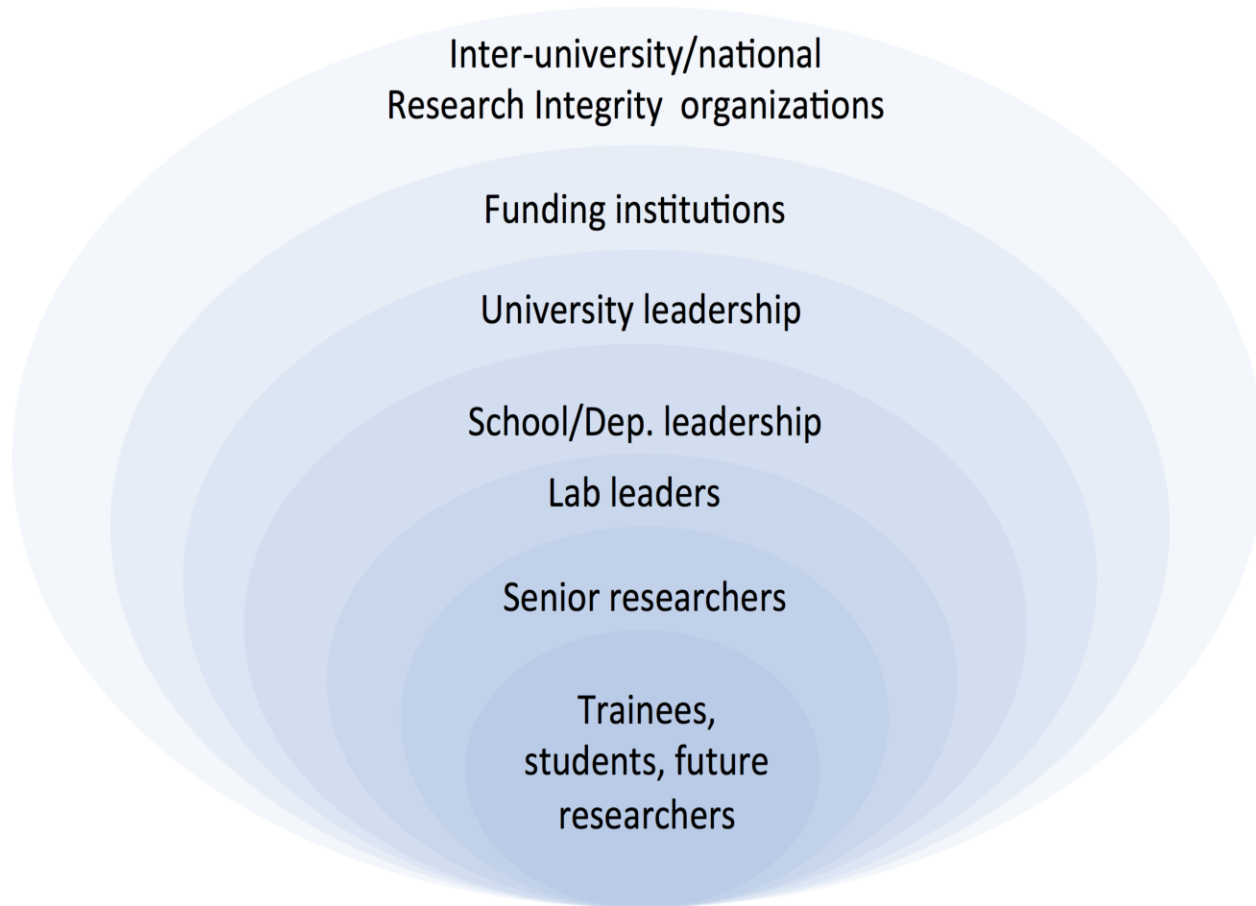 Inter-university/national
Research Integrity  organizations
Funding institutions
University leadership
School/Dep. leadership
Lab leaders
Senior researchers
Trainees,
students, future
researchers